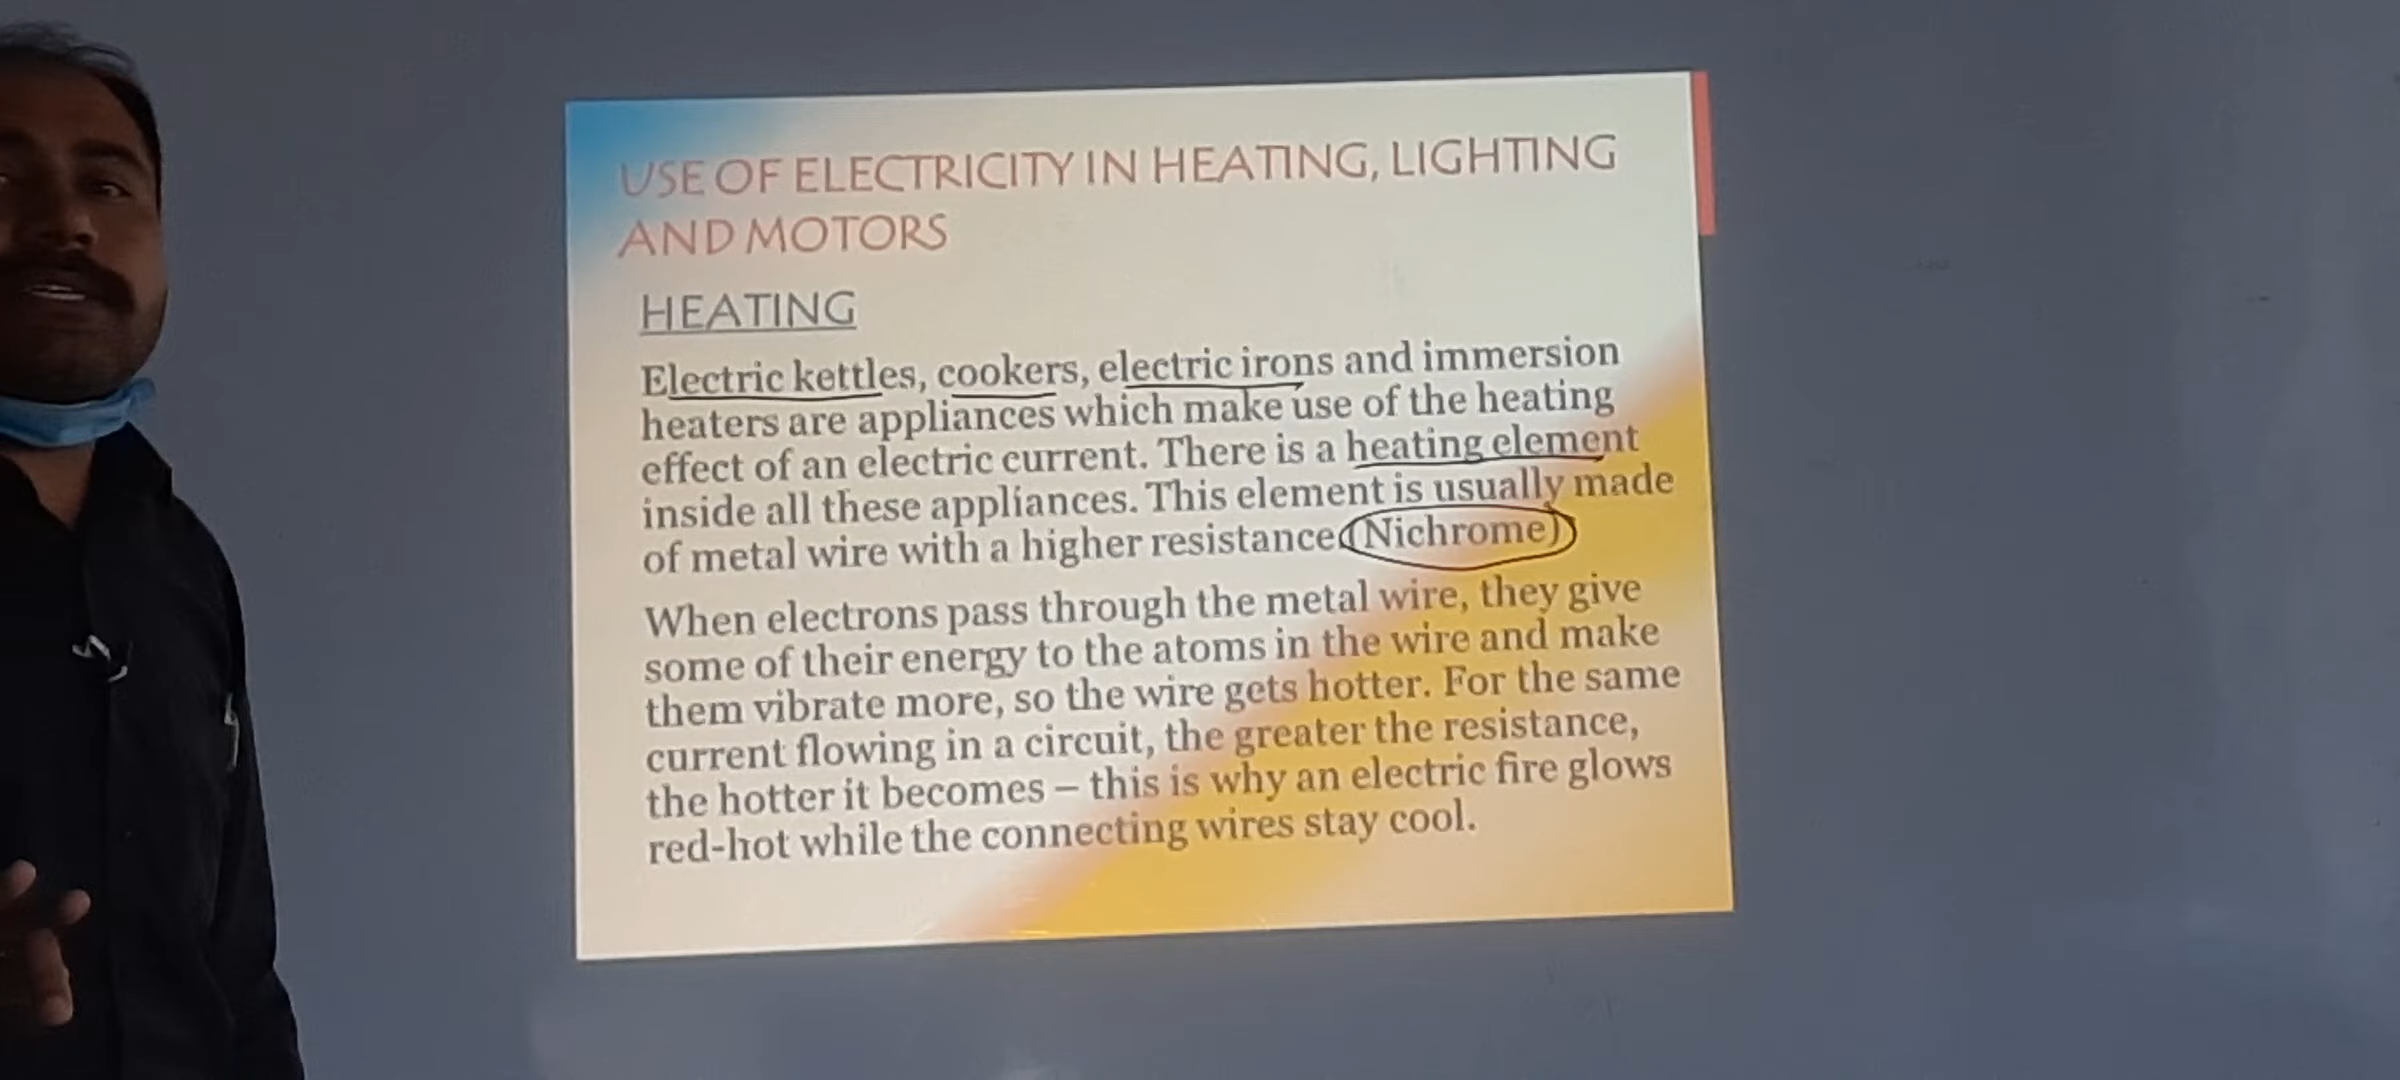 USE OF ELECTRICITY IN HEATING, LIGHTING
AND MOTORS
HEATING
Electric kettles, cookers, electric irons and immersion
heaters are appliances which make use of the heating
effect of an electric current. There is a heating element
inside all these appliances. This element is usually made
of metal wire with a higher resistance(Nichrome)
When electrons pass through the metal wire, they give
some of their energy to the atoms in the wire and make
them vibrate more, so the wire gets hotter. For the same
current flowing in a circuit, the greater the resistance,
the hotter it becomes – this is why an electric fire glows
red-hot while the connecting wires stay cool.